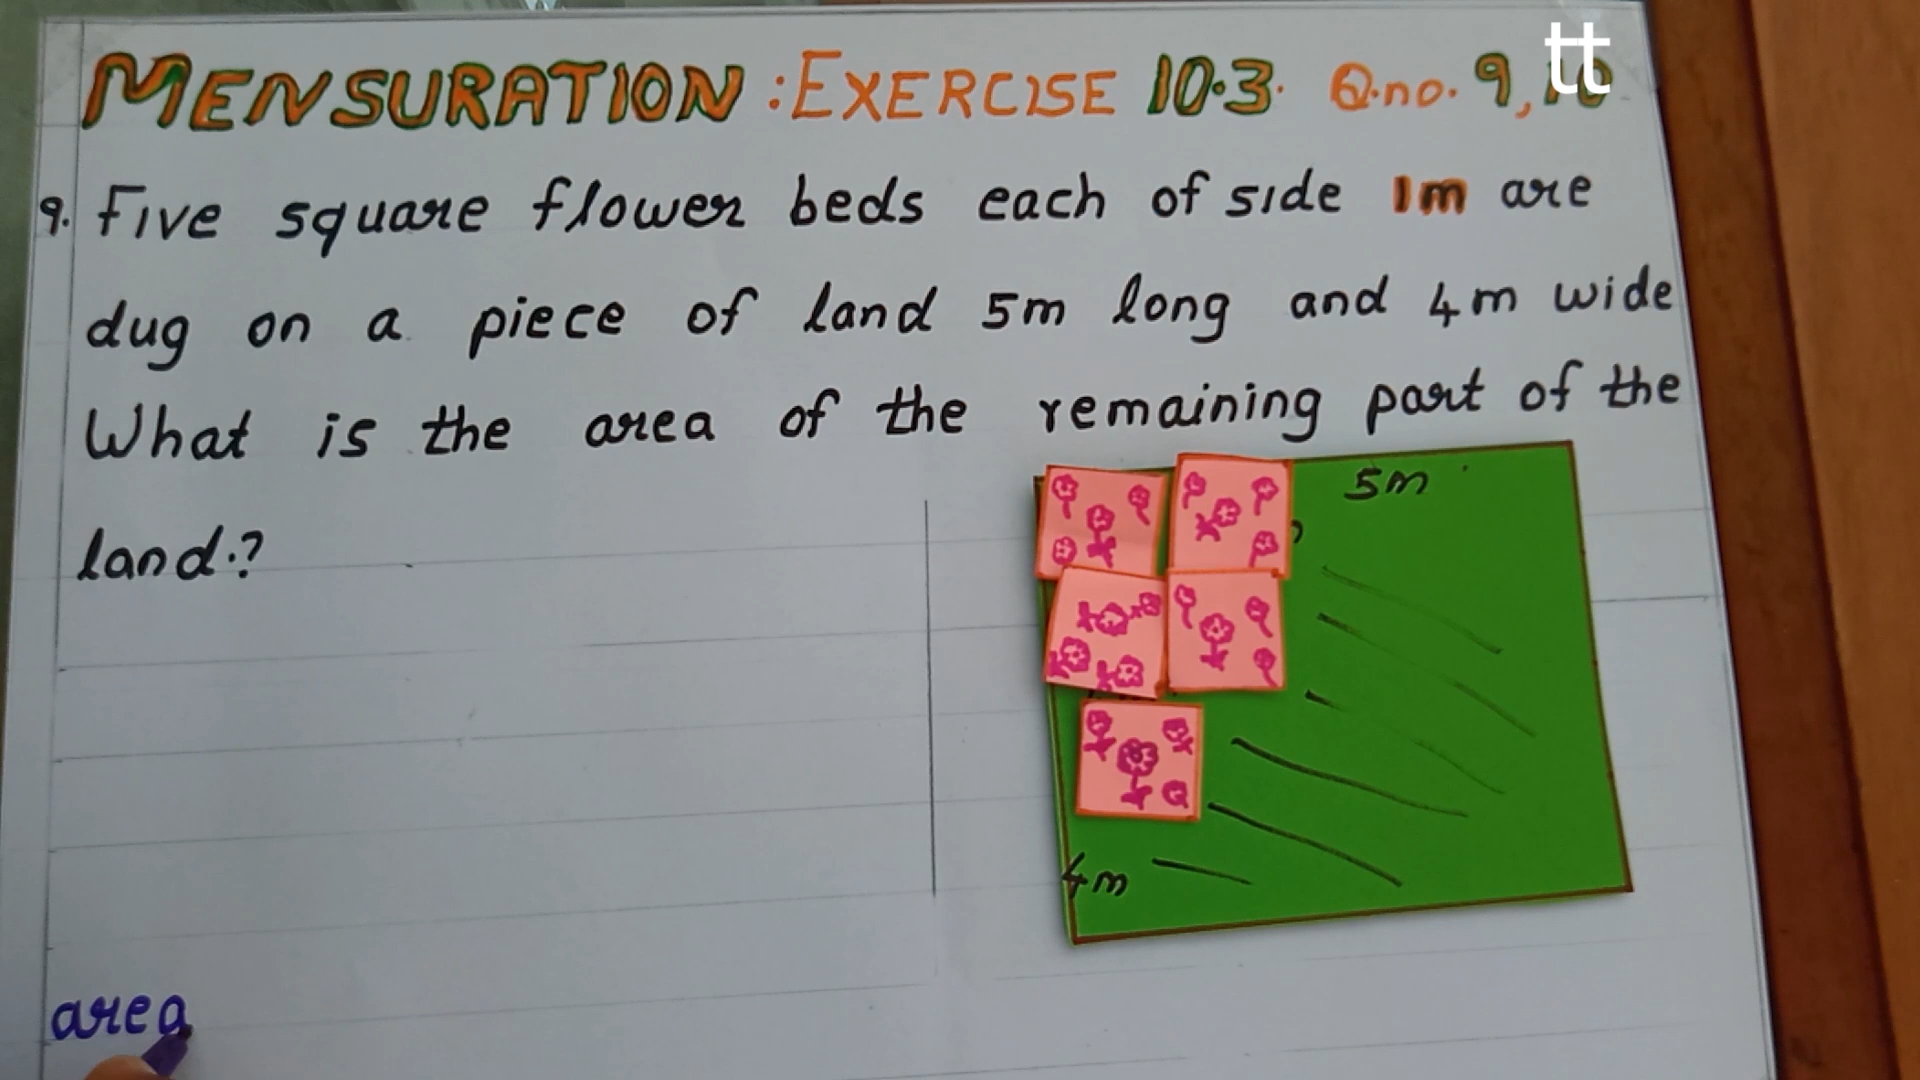 MENSURATION : EXERCISE 10.3. Q.no. 9, 10
tt
9. Five square flower beds each of side 1m are
dug on a piece of land 5m long and 4m wide
What is the area of the remaining part of the
land.?
5m
4m
area